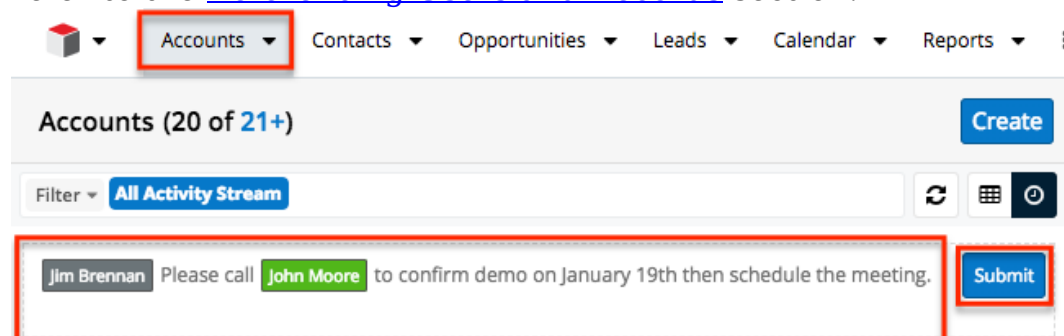 Accounts Contacts Opportunities Leads Calendar Reports
Accounts (20 of 21+) Create
Filter All Activity Stream
Jim Brennan Please call John Moore to confirm demo on January 19th then schedule the meeting. Submit